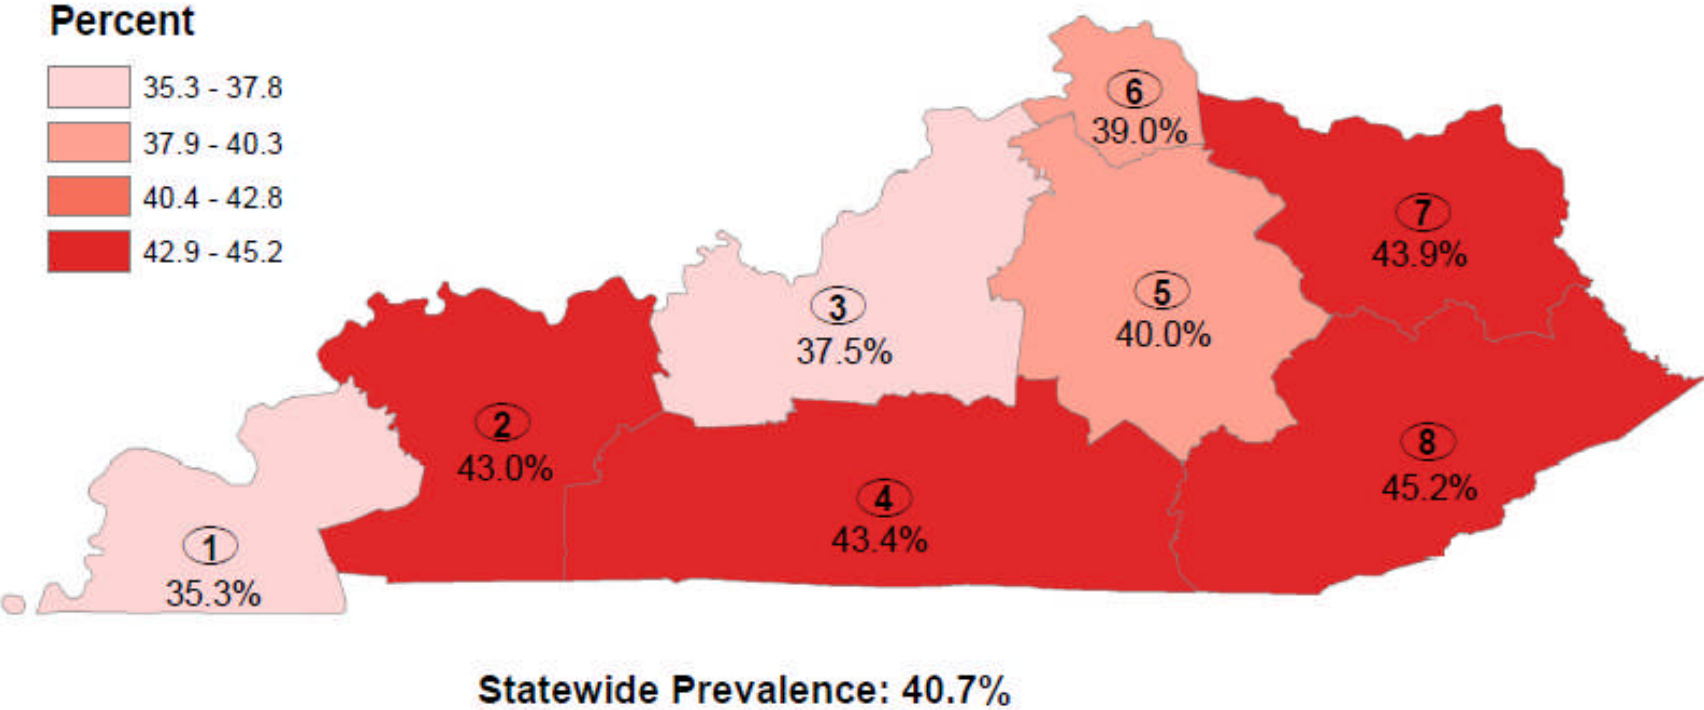 Percent
35.3 - 37.8
37.9 - 40.3
40.4 - 42.8
42.9 - 45.2
6
39.0%
7
43.9%
5
40.0%
3
37.5%
2
43.0%
8
45.2%
4
43.4%
1
35.3%
Statewide Prevalence: 40.7%